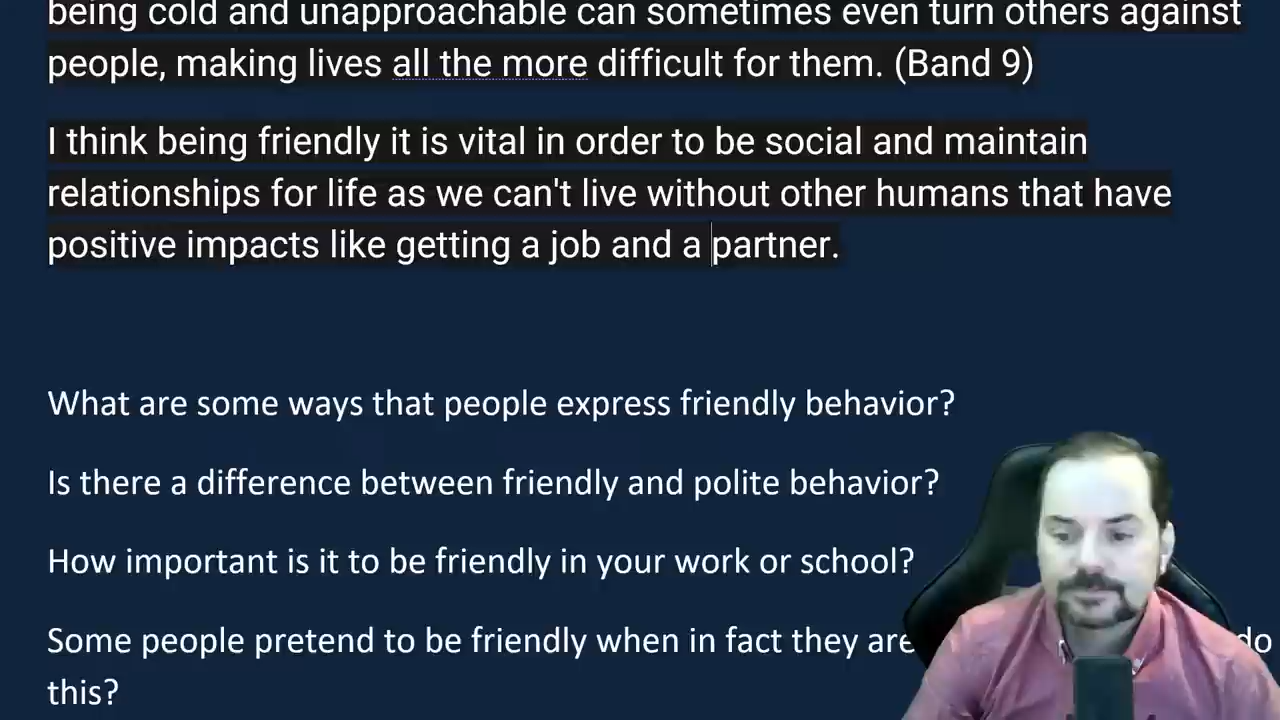 being cold and unapproachable can sometimes even turn others against
people, making lives all the more difficult for them. (Band 9)
I think being friendly it is vital in order to be social and maintain
relationships for life as we can't live without other humans that have
positive impacts like getting a job and a partner.
What are some ways that people express friendly behavior?
Is there a difference between friendly and polite behavior?
How important is it to be friendly in your work or school?
Some people pretend to be friendly when in fact they are do
this?